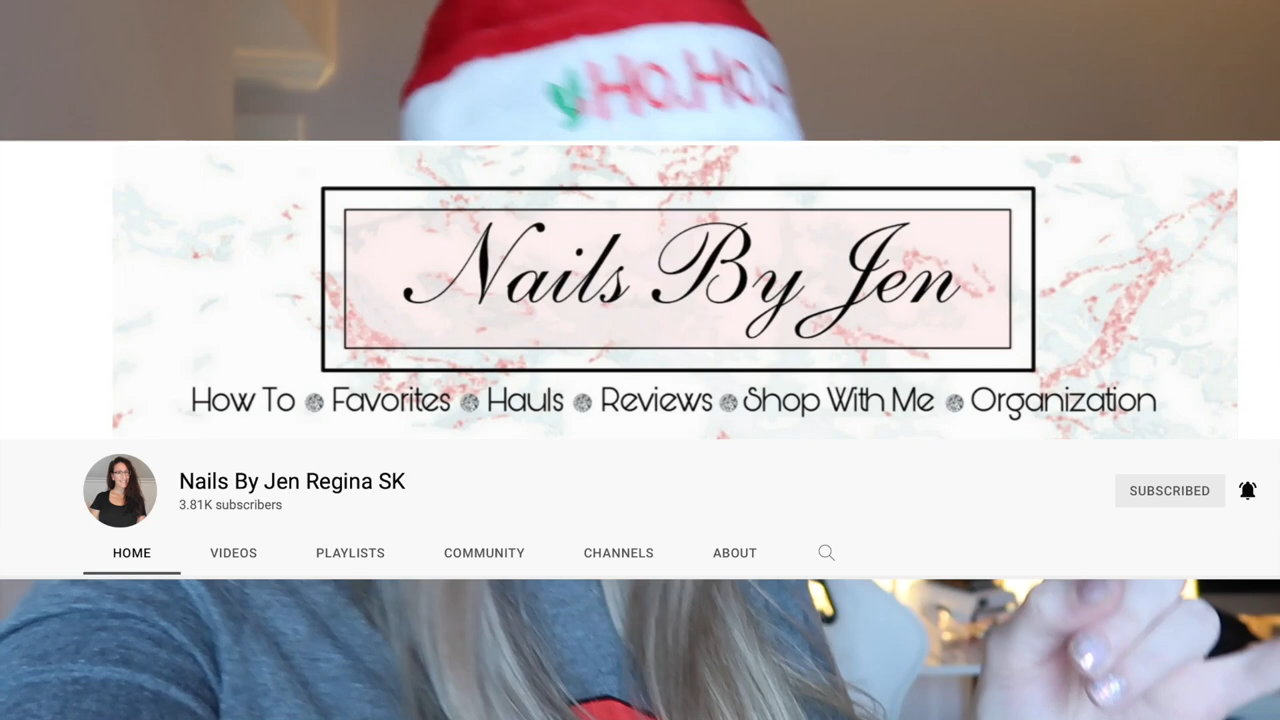 HO.HO.H
Nails By Jen
How To Favorites Hauls Reviews Shop With Me Organization
Nails By Jen Regina SK
3.81K subscribers
SUBSCRIBED
HOME VIDEOS PLAYLISTS COMMUNITY CHANNELS ABOUT